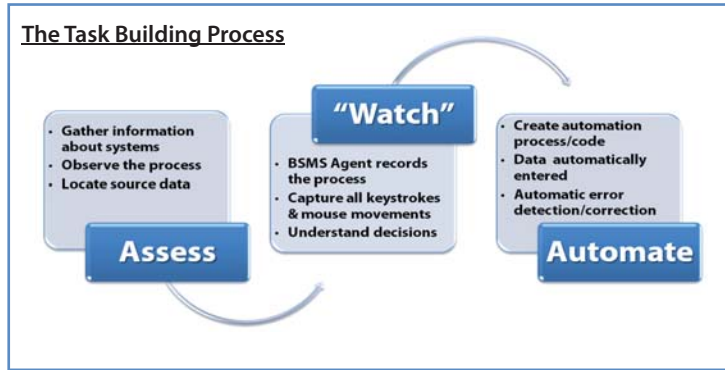 The Task Building Process
• Gather information
about systems
• Observe the process
• Locate source data
Assess
“Watch”
• BSMS Agent records
the process
• Capture all keystrokes
& mouse movements
• Understand decisions
• Create automation
process/code
• Data automatically
entered
• Automatic error
detection/correction
Automate